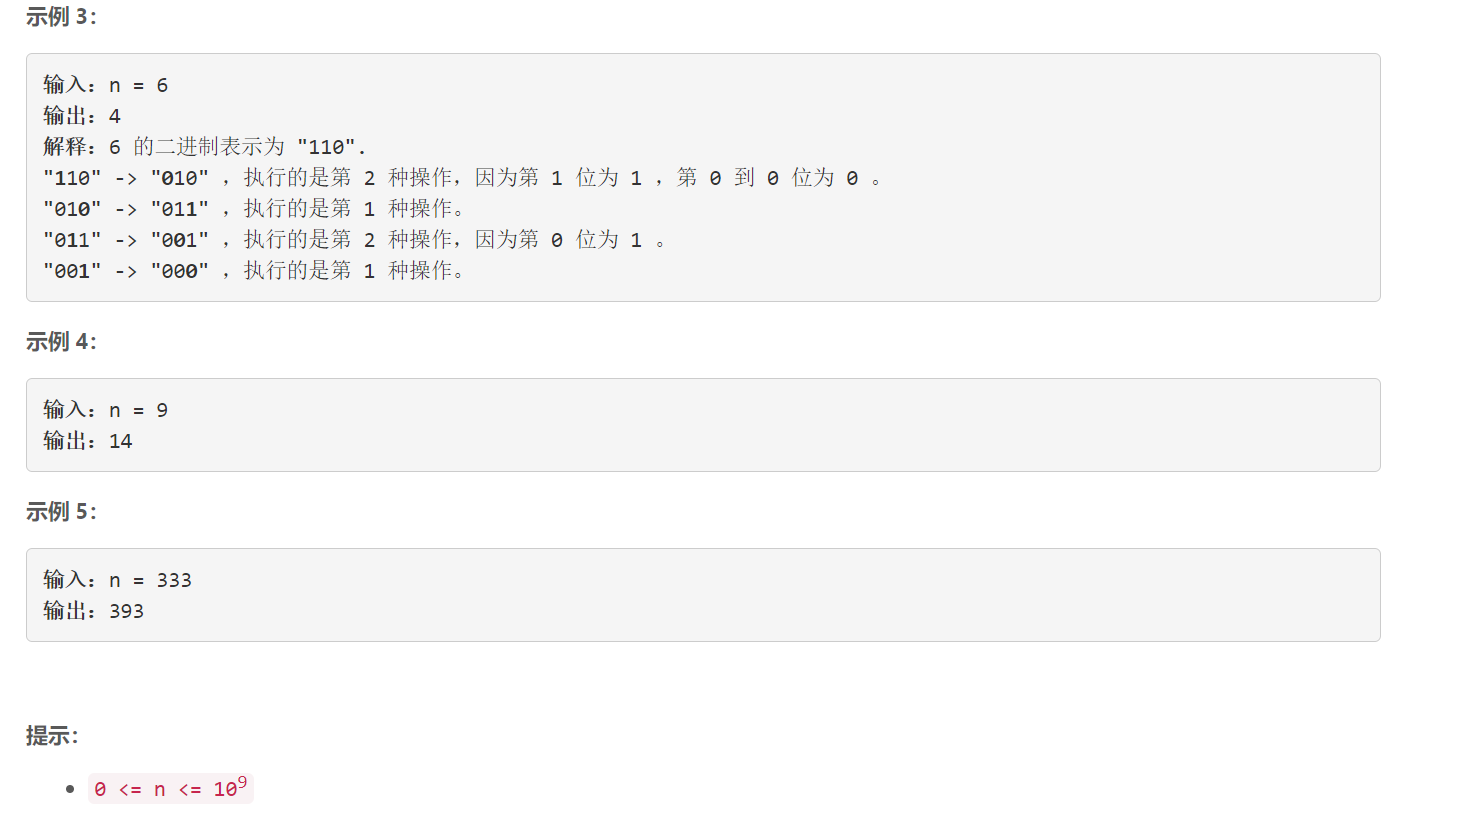 示例 3：
输入：n = 6
输出：4
解释：6 的二进制表示为 "110".
"110" -> "010" ，执行的是第 2 种操作，因为第 1 位为 1 ，第 0 到 0 位为 0 。
"010" -> "011" ，执行的是第 1 种操作。
"011" -> "001" ，执行的是第 2 种操作，因为第 0 位为 1 。
"001" -> "000" ，执行的是第 1 种操作。
示例 4：
输入：n = 9
输出：14
示例 5：
输入：n = 333
输出：393
提示：
• 0 <= n <= 10⁹